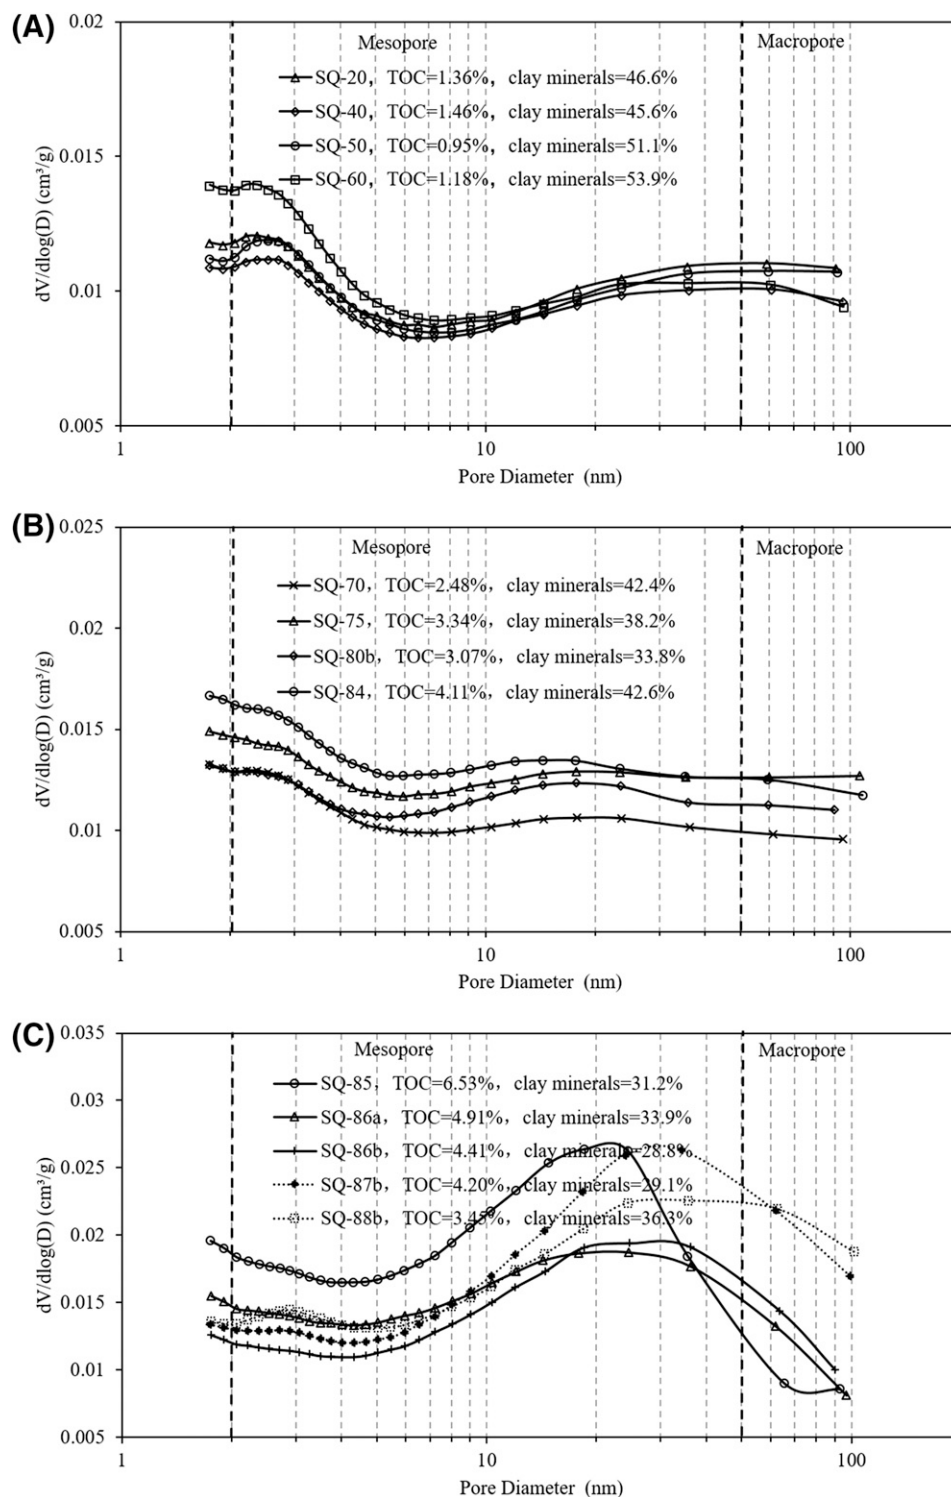 (A)
0.02
0.015
0.01
0.005
dV/dlog(D) (cm³/g)
Mesopore
Macropore
SQ-20，TOC=1.36%，clay minerals=46.6%
SQ-40，TOC=1.46%，clay minerals=45.6%
SQ-50，TOC=0.95%，clay minerals=51.1%
SQ-60，TOC=1.18%，clay minerals=53.9%
1
10
100
Pore Diameter (nm)
(B)
0.025
0.02
0.015
0.01
0.005
dV/dlog(D) (cm³/g)
Mesopore
Macropore
SQ-70，TOC=2.48%，clay minerals=42.4%
SQ-75，TOC=3.34%，clay minerals=38.2%
SQ-80b，TOC=3.07%，clay minerals=33.8%
SQ-84，TOC=4.11%，clay minerals=42.6%
1
10
100
Pore Diameter (nm)
(C)
0.035
0.03
0.025
0.02
0.015
0.01
0.005
dV/dlog(D) (cm³/g)
Mesopore
Macropore
SQ-85，TOC=6.53%，clay minerals=31.2%
SQ-86a，TOC=4.91%，clay minerals=33.9%
SQ-86b，TOC=4.41%，clay minerals=28.8%
SQ-87b，TOC=4.20%，clay minerals=29.1%
SQ-88b，TOC=3.45%，clay minerals=36.3%
1
10
100
Pore Diameter (nm)